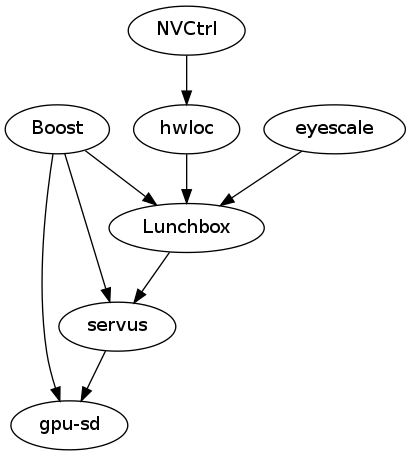 NVCtrl
Boost
hwloc
eyescale
Lunchbox
servus
gpu-sd